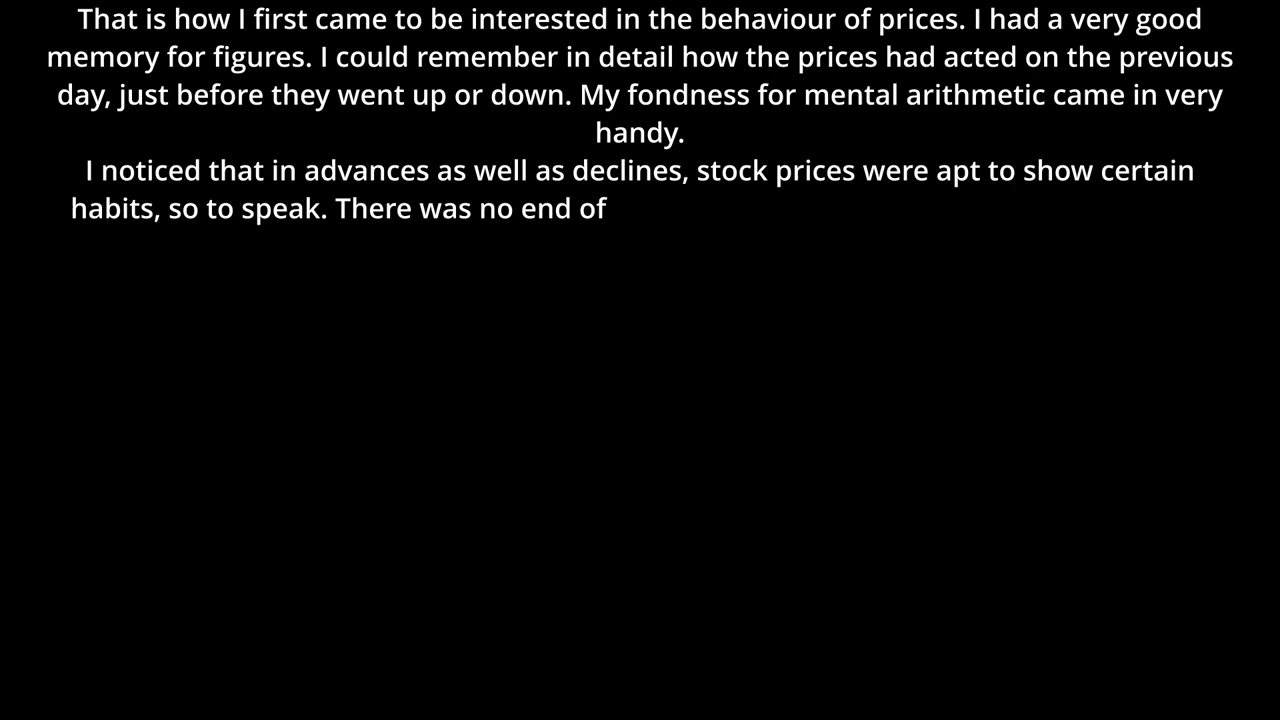 That is how I first came to be interested in the behaviour of prices. I had a very good
memory for figures. I could remember in detail how the prices had acted on the previous
day, just before they went up or down. My fondness for mental arithmetic came in very
handy.
I noticed that in advances as well as declines, stock prices were apt to show certain
habits, so to speak. There was no end of